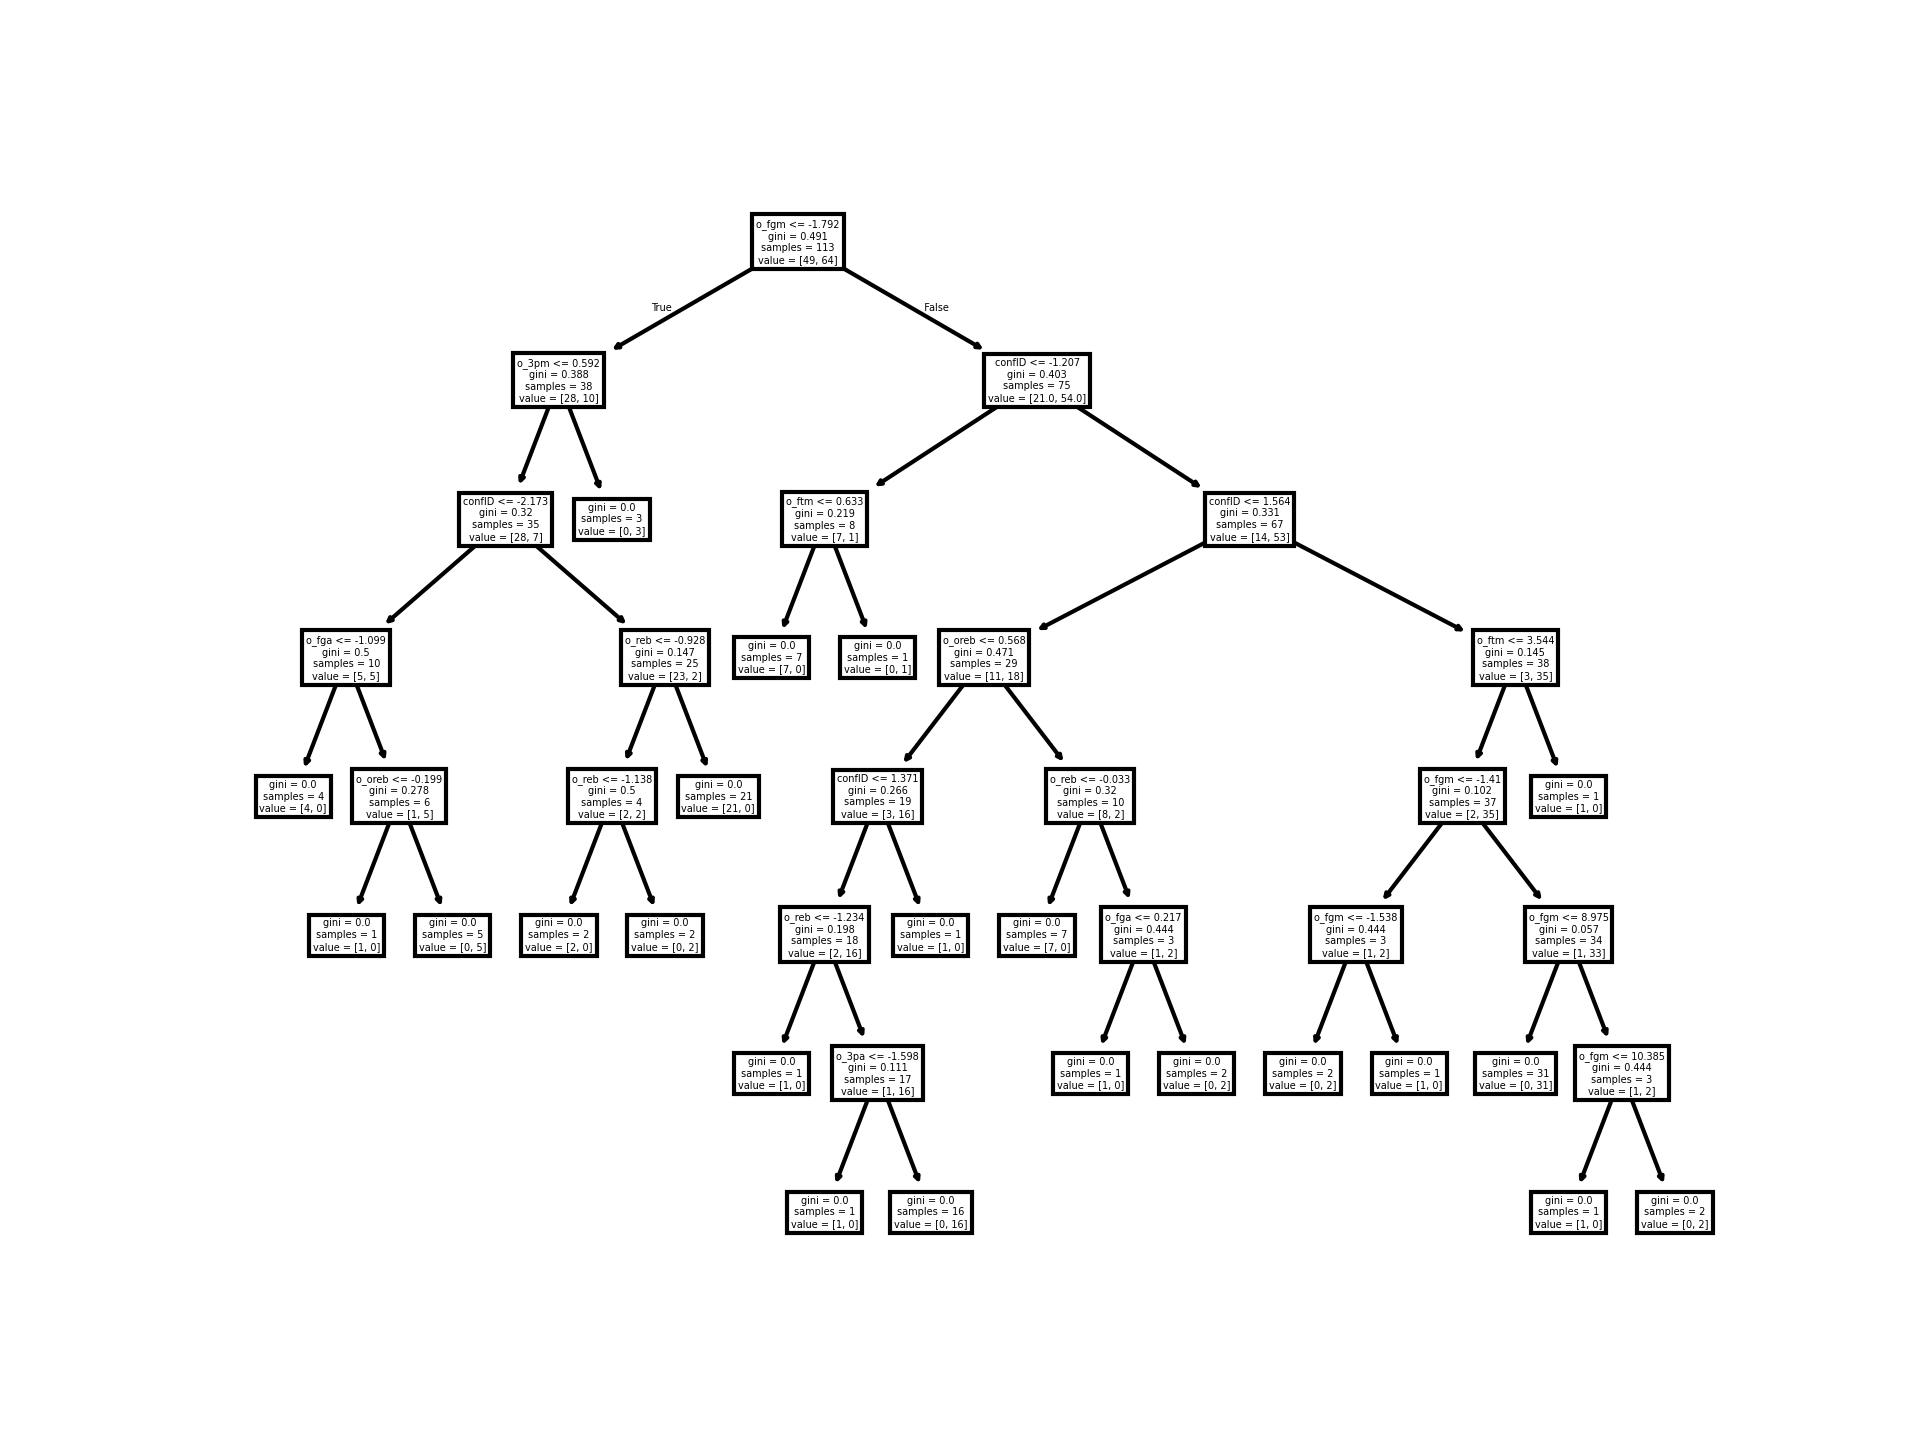 o_fgm <= -1.792
gini = 0.491
samples = 113
value = [49, 64]
True
False
o_3pm <= 0.592
gini = 0.388
samples = 38
value = [28, 10]
confID <= -1.207
gini = 0.403
samples = 75
value = [21.0, 54.0]
confID <= -2.173
gini = 0.32
samples = 35
value = [28, 7]
gini = 0.0
samples = 3
value = [0, 3]
o_ftm <= 0.633
gini = 0.219
samples = 8
value = [7, 1]
confID <= 1.564
gini = 0.331
samples = 67
value = [14, 53]
o_fga <= -1.099
gini = 0.5
samples = 10
value = [5, 5]
o_reb <= -0.928
gini = 0.147
samples = 25
value = [23, 2]
gini = 0.0
samples = 7
value = [7, 0]
gini = 0.0
samples = 1
value = [0, 1]
o_oreb <= 0.568
gini = 0.471
samples = 29
value = [11, 18]
o_ftm <= 3.544
gini = 0.145
samples = 38
value = [3, 35]
gini = 0.0
samples = 4
value = [4, 0]
o_oreb <= -0.199
gini = 0.278
samples = 6
value = [1, 5]
o_reb <= -1.138
gini = 0.5
samples = 4
value = [2, 2]
gini = 0.0
samples = 21
value = [21, 0]
confID <= 1.371
gini = 0.266
samples = 19
value = [3, 16]
o_reb <= -0.033
gini = 0.32
samples = 10
value = [8, 2]
o_fgm <= -1.41
gini = 0.102
samples = 37
value = [2, 35]
gini = 0.0
samples = 1
value = [1, 0]
gini = 0.0
samples = 1
value = [1, 0]
gini = 0.0
samples = 5
value = [0, 5]
gini = 0.0
samples = 2
value = [2, 0]
gini = 0.0
samples = 2
value = [0, 2]
o_reb <= -1.234
gini = 0.198
samples = 18
value = [2, 16]
gini = 0.0
samples = 1
value = [1, 0]
gini = 0.0
samples = 7
value = [7, 0]
o_fga <= 0.217
gini = 0.444
samples = 3
value = [1, 2]
o_fgm <= -1.538
gini = 0.444
samples = 3
value = [1, 2]
o_fgm <= 8.975
gini = 0.057
samples = 34
value = [1, 33]
gini = 0.0
samples = 1
value = [1, 0]
o_3pa <= -1.598
gini = 0.111
samples = 17
value = [1, 16]
gini = 0.0
samples = 1
value = [1, 0]
gini = 0.0
samples = 2
value = [0, 2]
gini = 0.0
samples = 2
value = [0, 2]
gini = 0.0
samples = 1
value = [1, 0]
gini = 0.0
samples = 31
value = [0, 31]
o_fgm <= 10.385
gini = 0.444
samples = 3
value = [1, 2]
gini = 0.0
samples = 1
value = [1, 0]
gini = 0.0
samples = 16
value = [0, 16]
gini = 0.0
samples = 1
value = [1, 0]
gini = 0.0
samples = 2
value = [0, 2]